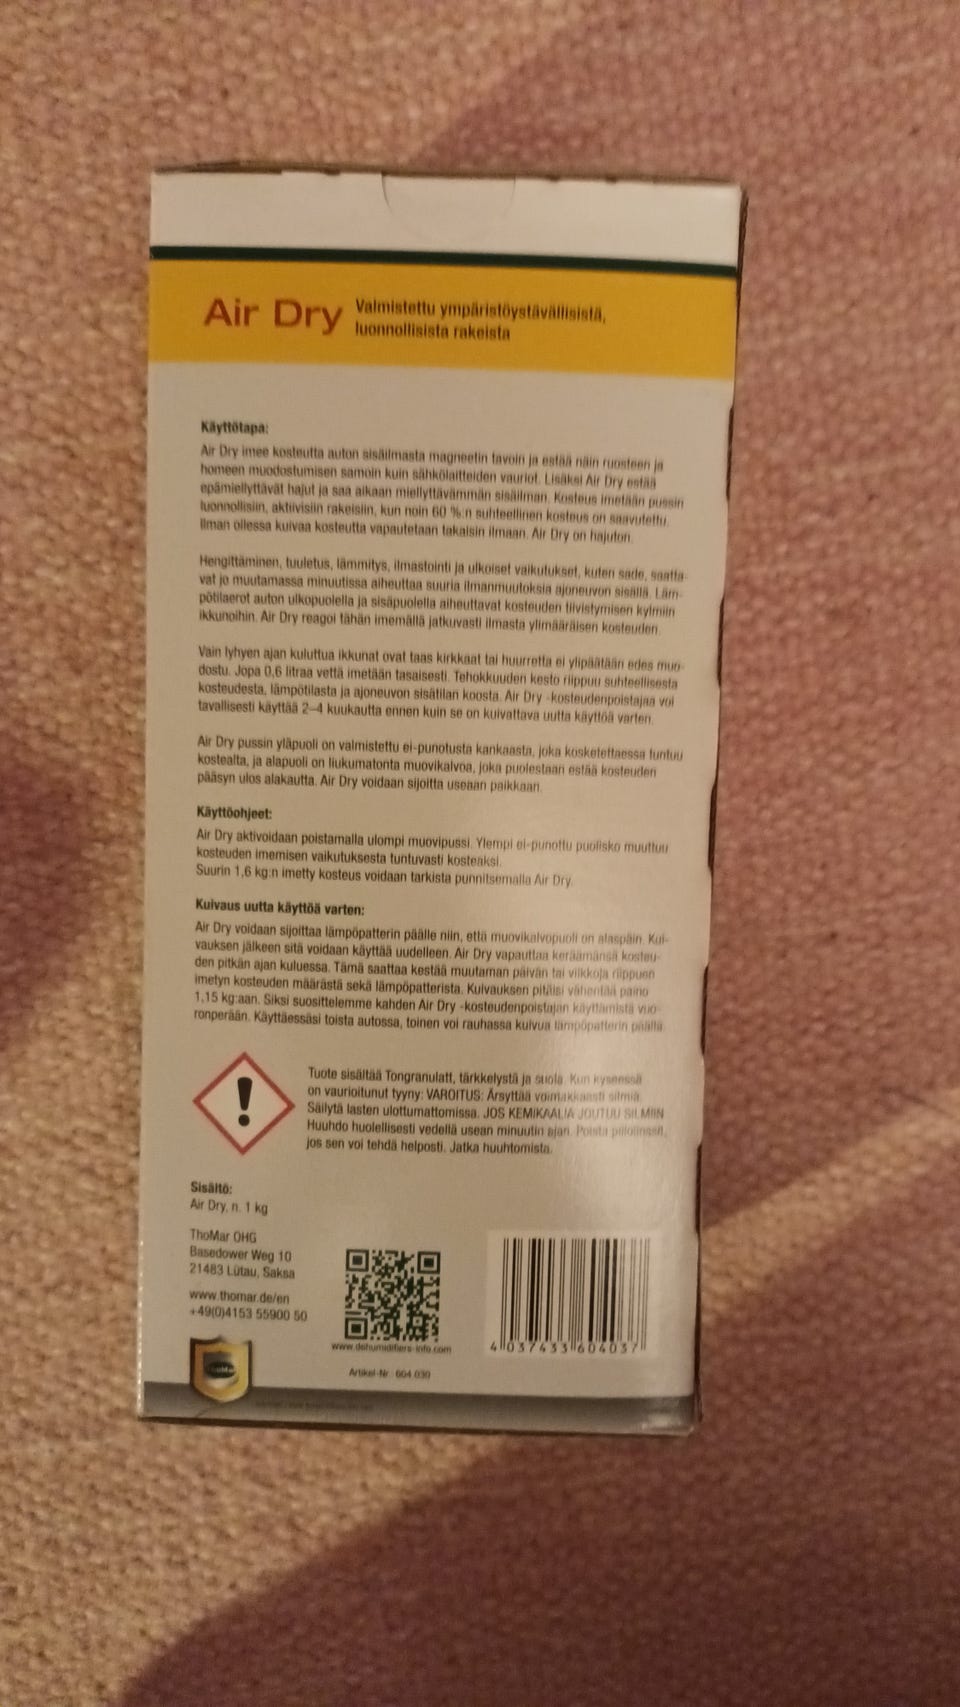 Air Dry
Valmistettu ympäristöystävällisistä,
luonnollisista rakeista
Käyttötapa:
Air Dry imee kosteutta auton sisäilmasta magneetin tavoin ja estää näin ruosteen ja
homeen muodostumisen samoin kuin sähkölaitteiden vauriot. Lisäksi Air Dry estää
epämiellyttävät hajut ja saa aikaan miellyttävämmän sisäilman. Kosteus imetään pussin
luonnollisiin, aktiivisiin rakeisiin, kun noin 60 %:n suhteellinen kosteus on saavutettu.
Ilman ollessa kuivaa kosteutta vapautetaan takaisin ilmaan. Air Dry on hajuton.
Hengittäminen, tuuletus, lämmitys, ilmastointi ja ulkoiset vaikutukset, kuten sade, saatta-
vat jo muutamassa minuutissa aiheuttaa suuria ilmanmuutoksia ajoneuvon sisällä. Läm-
pötilaerot auton ulkopuolella ja sisäpuolella aiheuttavat kosteuden tiivistymisen kylmiin
ikkunoihin. Air Dry reagoi tähän imemällä jatkuvasti ilmasta ylimääräisen kosteuden.
Vain lyhyen ajan kuluttua ikkunat ovat taas kirkkaat tai huurretta ei ylipäätään edes muo-
dostu. Jopa 0,6 litraa vettä imetään tasaisesti. Tehokkuuden kesto riippuu suhteellisesta
kosteudesta, lämpötilasta ja ajoneuvon sisätilan koosta. Air Dry -kosteudenpoistajaa voi
tavallisesti käyttää 2–4 kuukautta ennen kuin se on kuivattava uutta käyttöä varten.
Air Dry pussin yläpuoli on valmistettu ei-punotusta kankaasta, joka kosketettaessa tuntuu
kostealta, ja alapuoli on liukumatonta muovikalvoa, joka puolestaan estää kosteuden
pääsyn ulos alakautta. Air Dry voidaan sijoitta useaan paikkaan.
Käyttöohjeet:
Air Dry aktivoidaan poistamalla ulompi muovipussi. Ylempi ei-punottu puolisko muuttuu
kosteuden imemisen vaikutuksesta tuntuvasti kosteaksi.
Suurin 1,6 kg:n imetty kosteus voidaan tarkista punnitsemalla Air Dry.
Kuivaus uutta käyttöä varten:
Air Dry voidaan sijoittaa lämpöpatterin päälle niin, että muovikalvopuoli on alaspäin. Kui-
vauksen jälkeen sitä voidaan käyttää uudelleen. Air Dry vapauttaa keräämänsä kosteu-
den pitkän ajan kuluessa. Tämä saattaa kestää muutaman päivän tai viikkoja riippuen
imetyn kosteuden määrästä sekä lämpöpatterista. Kuivauksen pitäisi vähentää paino
1,15 kg:aan. Siksi suosittelemme kahden Air Dry -kosteudenpoistajan käyttämistä vuo-
ronperään. Käyttäessäsi toista autossa, toinen voi rauhassa kuivua lämpöpatterin päällä.
Tuote sisältää Tongranulatt, tärkkelystä ja suola. Kun kyseessä
on vaurioitunut tyyny: VAROITUS: Ärsyttää voimakkaasti silmiä.
Säilytä lasten ulottumattomissa. JOS KEMIKAALIA JOUTUU SILMIIN
Huuhdo huolellisesti vedellä usean minuutin ajan. Poista piilolinssit,
jos sen voi tehdä helposti. Jatka huuhtomista.
Sisältö:
Air Dry, n. 1 kg
ThoMar OHG
Basedower Weg 10
21483 Lütau, Saksa
www.thomar.de/en
+49(0)4153 55900 50
www.dehumidifiers-info.com
Artikel-Nr. 604 030
4 037433 604037